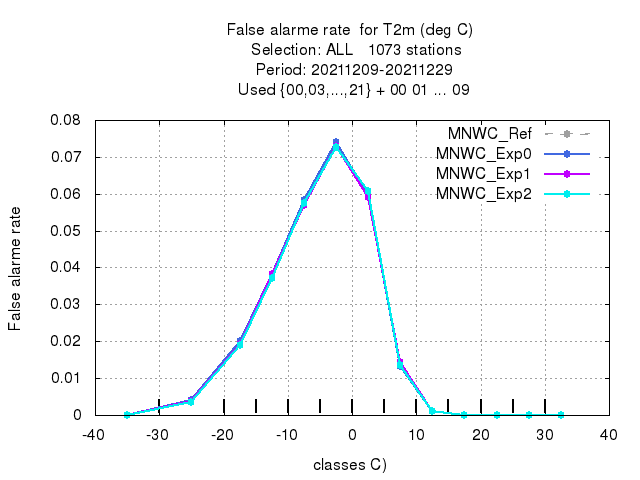 False alarme rate  for T2m (deg C)
Selection: ALL   1073 stations
Period: 20211209-20211229
Used {00,03,...,21} + 00 01 ... 09
MNWC_Ref
MNWC_Exp0
MNWC_Exp1
MNWC_Exp2
False alarme rate
0.08
0.07
0.06
0.05
0.04
0.03
0.02
0.01
0
-40 -30 -20 -10 0 10 20 30 40
classes C)